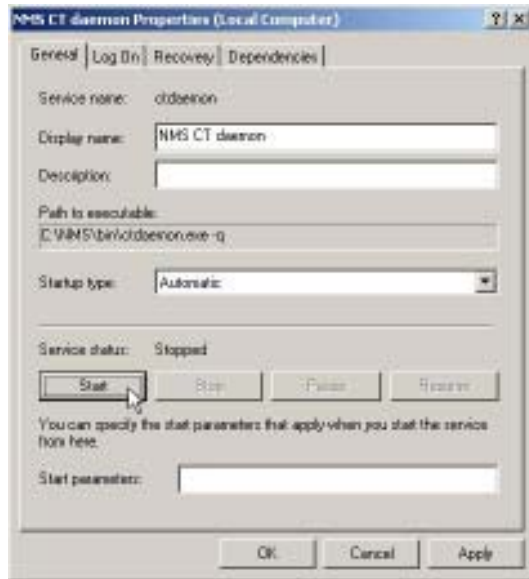 NMS CT daemon Properties (Local Computer)
General Log On Recovery Dependencies
Service name: ctdaemon
Display name: NMS CT daemon
Description:
Path to executable:
C:\NMS\bin\ctdaemon.exe -q
Startup type: Automatic
Service status: Stopped
Start Stop Pause Resume
You can specify the start parameters that apply when you start the service
from here.
Start parameters:
OK Cancel Apply